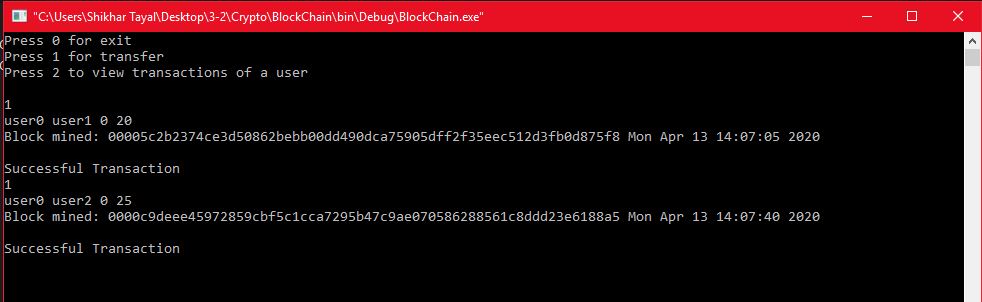 "C:\Users\Shikhar Tayal\Desktop\3-2\Crypto\BlockChain\bin\Debug\BlockChain.exe"
Press 0 for exit
Press 1 for transfer
Press 2 to view transactions of a user
1
user0 user1 0 20
Block mined: 00005c2b2374ce3d50862bebb00dd490dca75905dff2f35eec512d3fb0d875f8 Mon Apr 13 14:07:05 2020
Successful Transaction
1
user0 user2 0 25
Block mined: 0000c9deee45972859cbf5c1cca7295b47c9ae070586288561c8ddd23e6188a5 Mon Apr 13 14:07:40 2020
Successful Transaction